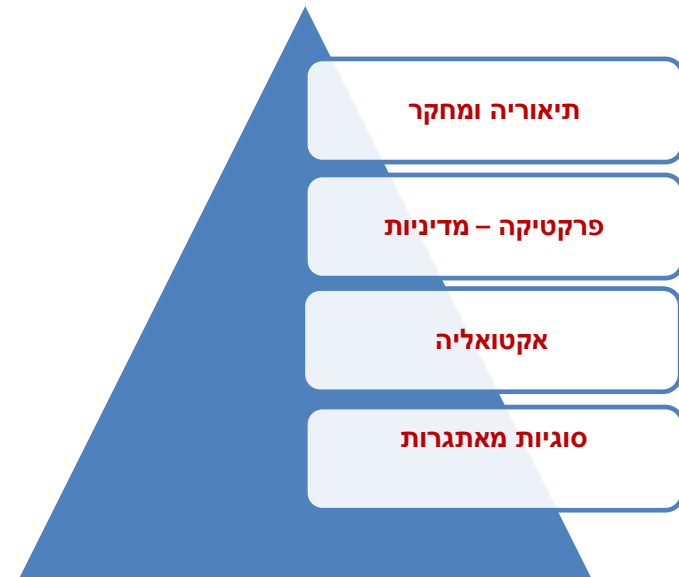 תיאוריה ומחקר
פרקטיקה – מדיניות
אקטואליה
סוגיות מאתגרות